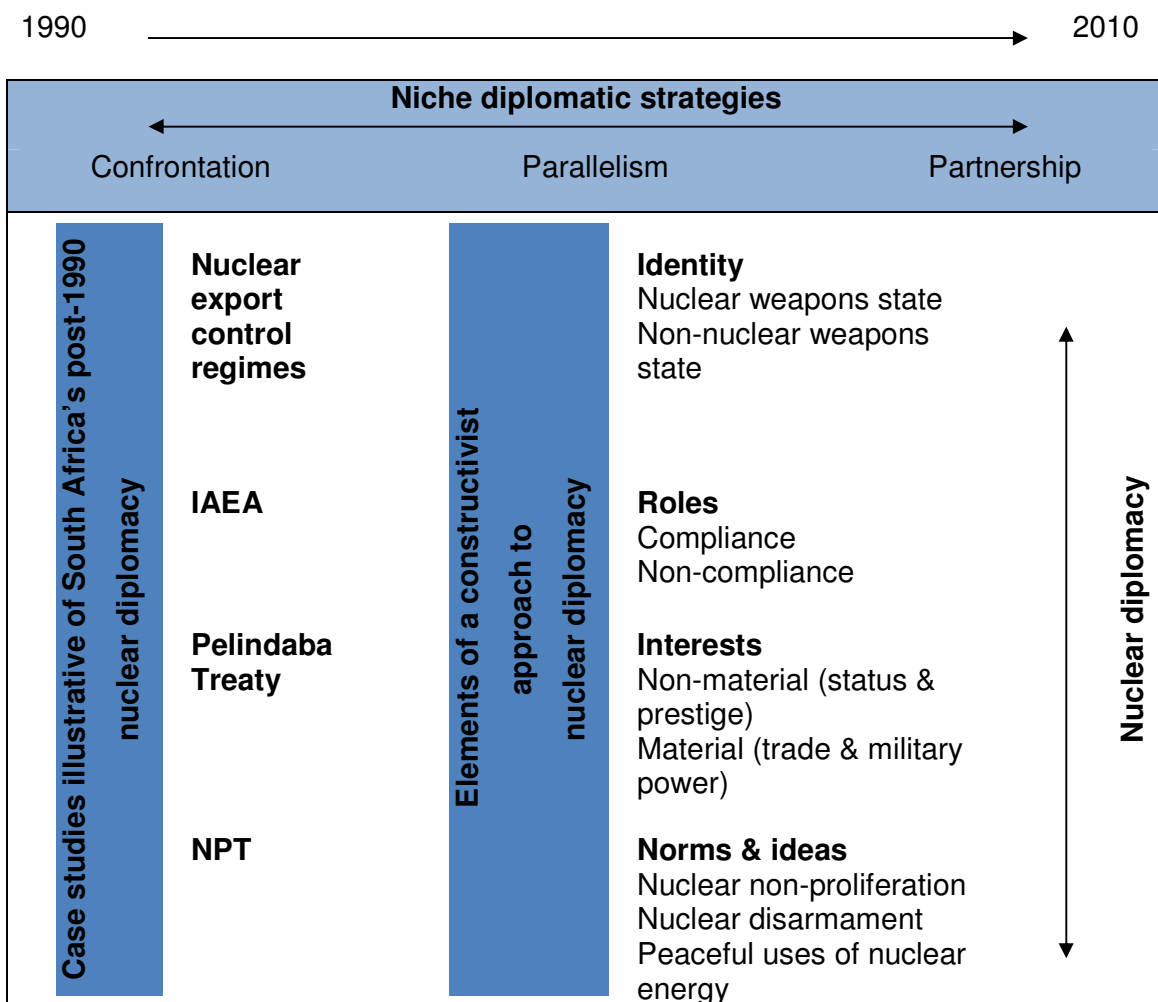 1990
2010
Niche diplomatic strategies
Confrontation
Parallelism
Partnership
Case studies illustrative of South Africa's post-1990
nuclear diplomacy
Nuclear
export
control
regimes
IAEA
Pelindaba
Treaty
NPT
Elements of a constructivist
approach to
nuclear diplomacy
Identity
Nuclear weapons state
Non-nuclear weapons
state
Roles
Compliance
Non-compliance
Interests
Non-material (status &
prestige)
Material (trade & military
power)
Norms & ideas
Nuclear non-proliferation
Nuclear disarmament
Peaceful uses of nuclear
energy
Nuclear diplomacy